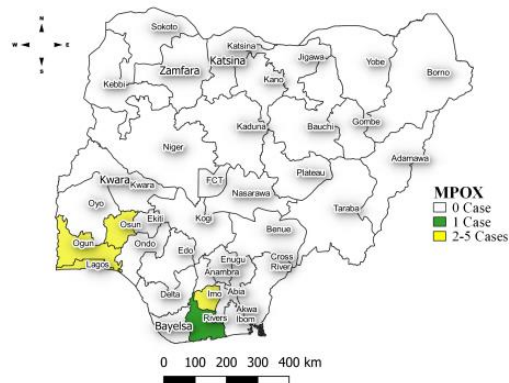 N
W E
S
Sokoto
Katsina
Katsina
Jigawa
Yobe
Borno
Zamfara
Kano
Kebbi
Kaduna
Bauchi
Gombe
Niger
Adamawa
Plateau
Kwara
Kwara
FCT
Nasarawa
Taraba
Oyo
Kogi
Osun
Ekiti
Benue
Ogun
Ondo
Edo
Lagos
Enugu
Anambra
Cross
River
Delta
Imo
Abia
Bayelsa
Rivers
Akwa
Ibom
MPOX
0 Case
1 Case
2-5 Cases
0 100 200 300 400 km